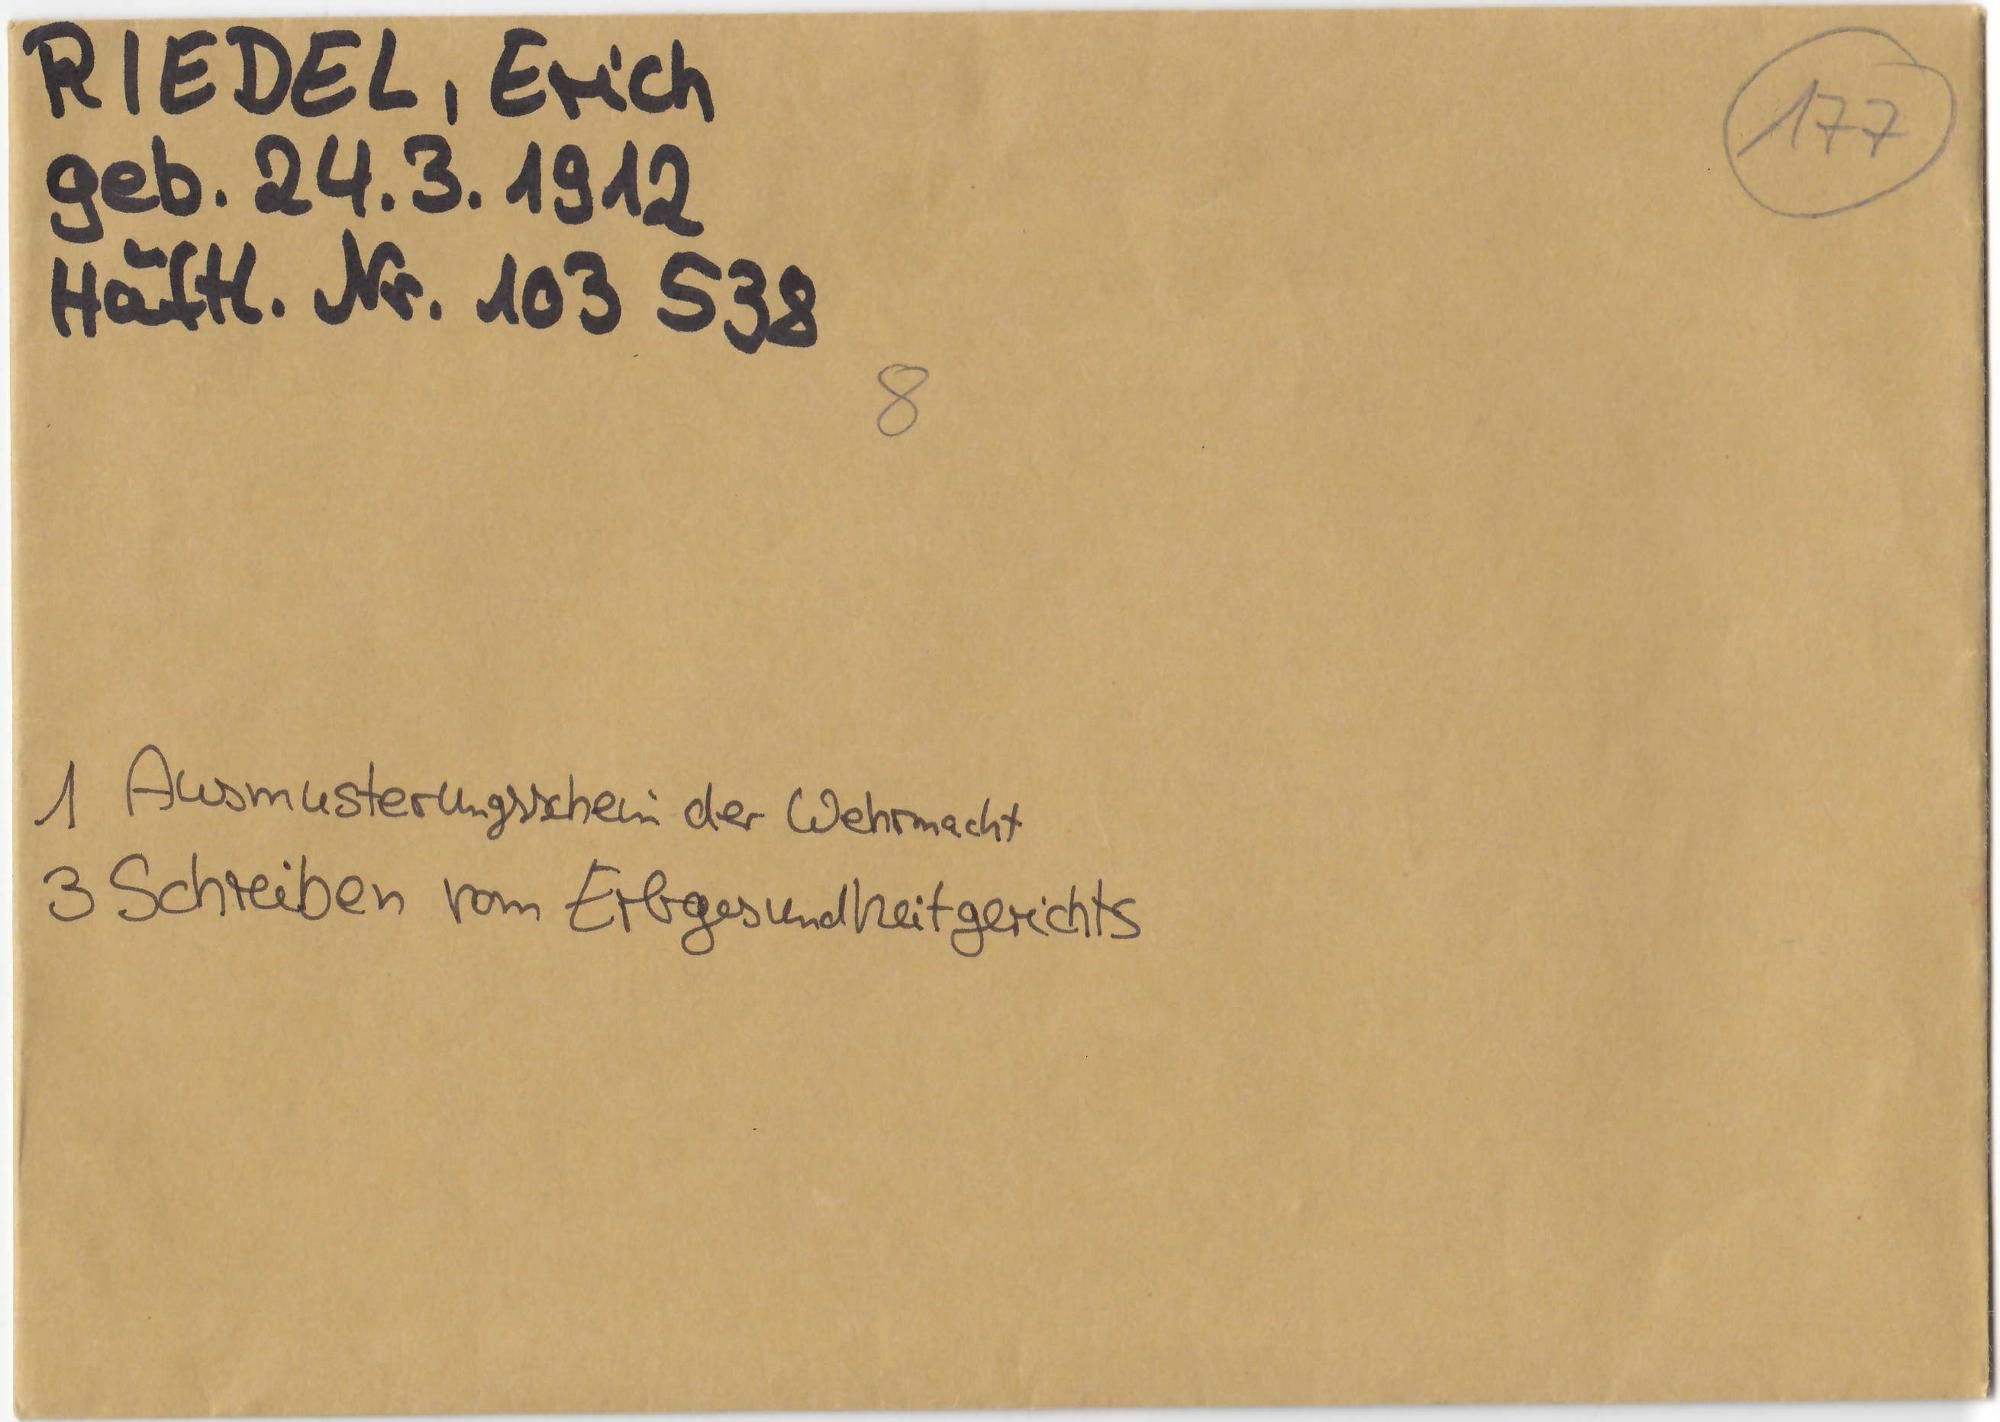 RIEDEL, Erich
177
geb. 24.3.1912
Häftl. Nr. 103 538
8
1 Ausmusterungsschein der Wehrmacht
3 Schreiben vom Erbgesundheitgerichts